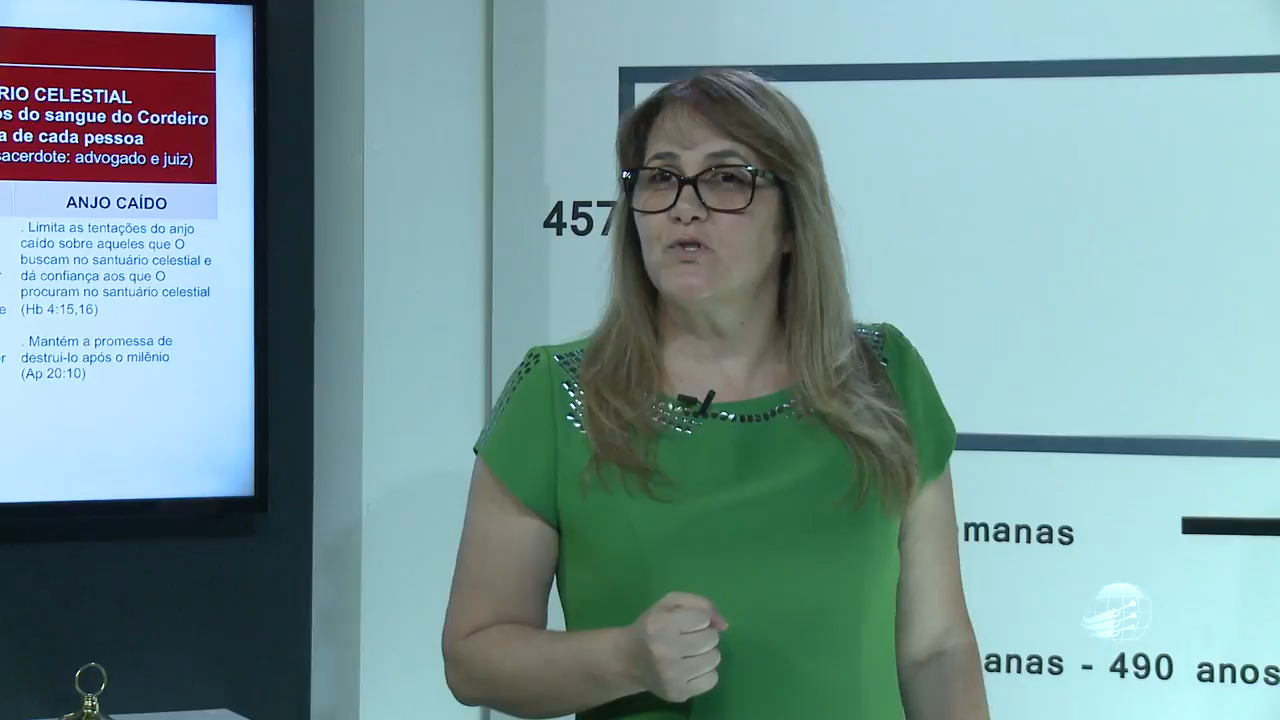 RIO CELESTIAL
os do sangue do Cordeiro
a de cada pessoa
sacerdote: advogado e juiz)
ANJO CAÍDO
. Limita as tentações do anjo
caído sobre aqueles que O
buscam no santuário celestial e
dá confiança aos que O
procuram no santuário celestial
(Hb 4:15,16)
. Mantém a promessa de
destrui-lo após o milênio
(Ap 20:10)
457
manas
anas - 490 anos